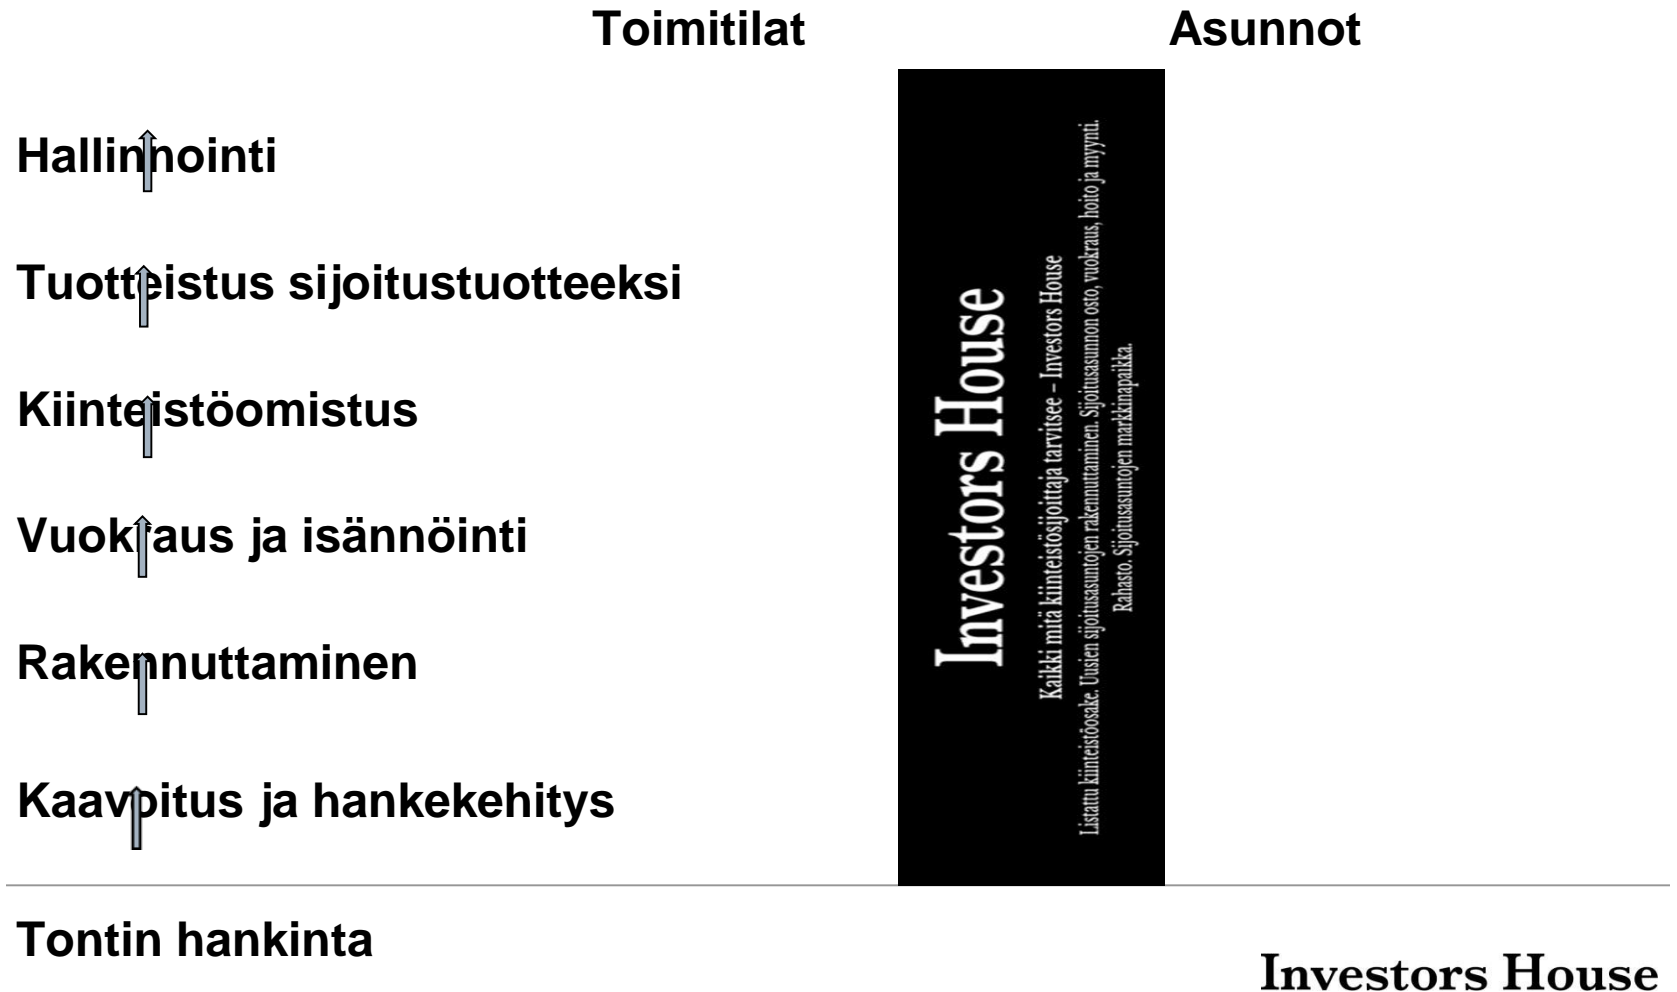 Toimitilat Asunnot
Hallinnointi
Tuotteistus sijoitustuotteeksi
Kiinteistöomistus
Vuokraus ja isännöinti
Rakennuttaminen
Kaavoitus ja hankekehitys
Tontin hankinta
Investors House
Kaikki mitä kiinteistösijoittaja tarvitsee – Investors House
Listattu kiinteistöosake. Uusien sijoitusasuntojen rakennuttaminen. Sijoitusasunnon osto, vuokraus, hoito ja myynti.
Rahasto. Sijoitusasuntojen markkinapaikka.
Investors House